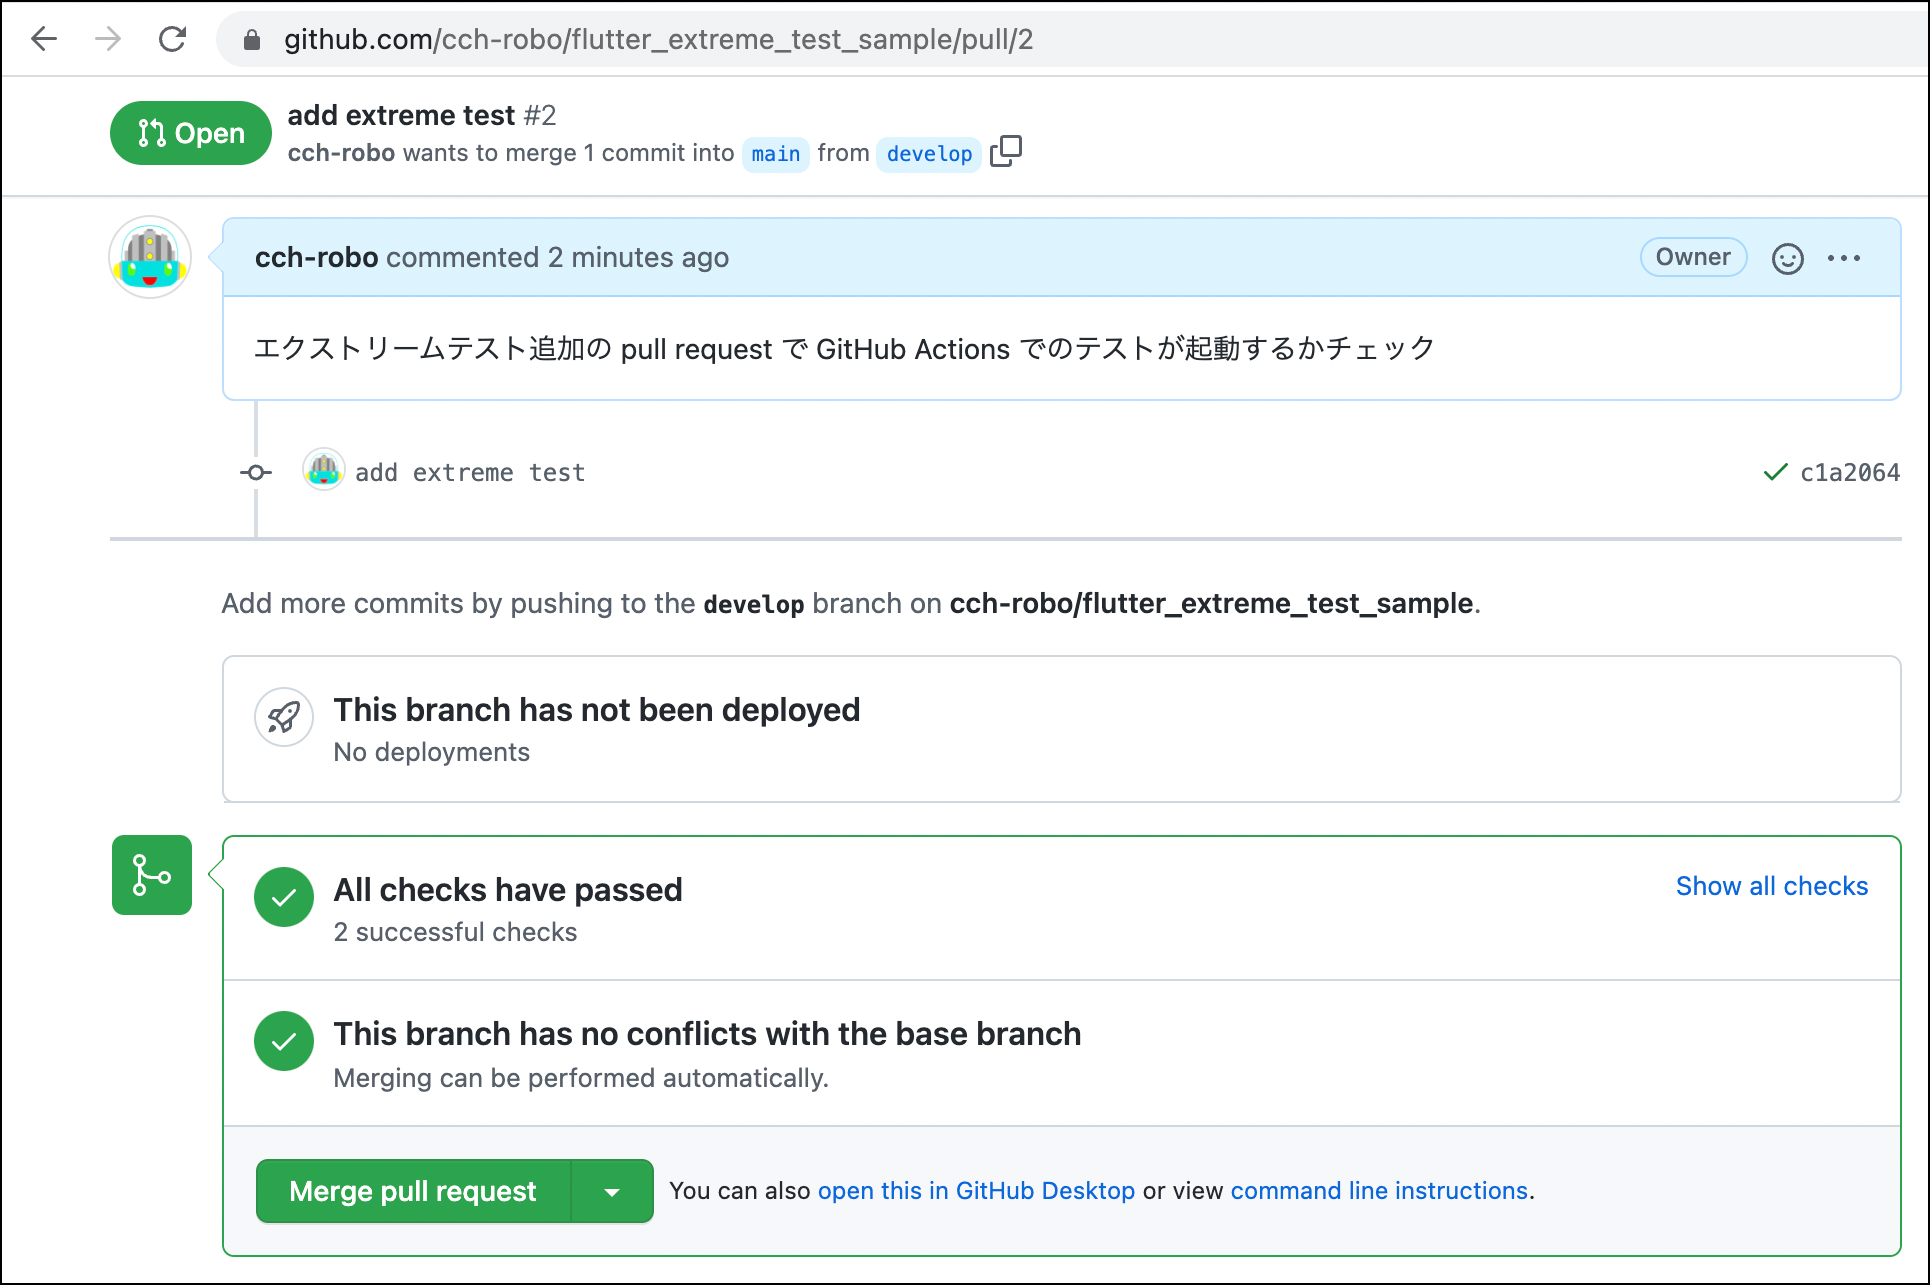 github.com/cch-robo/flutter_extreme_test_sample/pull/2
Open
add extreme test #2
cch-robo wants to merge 1 commit into main from develop
cch-robo commented 2 minutes ago
Owner
エクストリームテスト追加の pull request で GitHub Actions でのテストが起動するかチェック
add extreme test
c1a2064
Add more commits by pushing to the develop branch on cch-robo/flutter_extreme_test_sample.
This branch has not been deployed
No deployments
All checks have passed
Show all checks
2 successful checks
This branch has no conflicts with the base branch
Merging can be performed automatically.
Merge pull request
You can also open this in GitHub Desktop or view command line instructions.